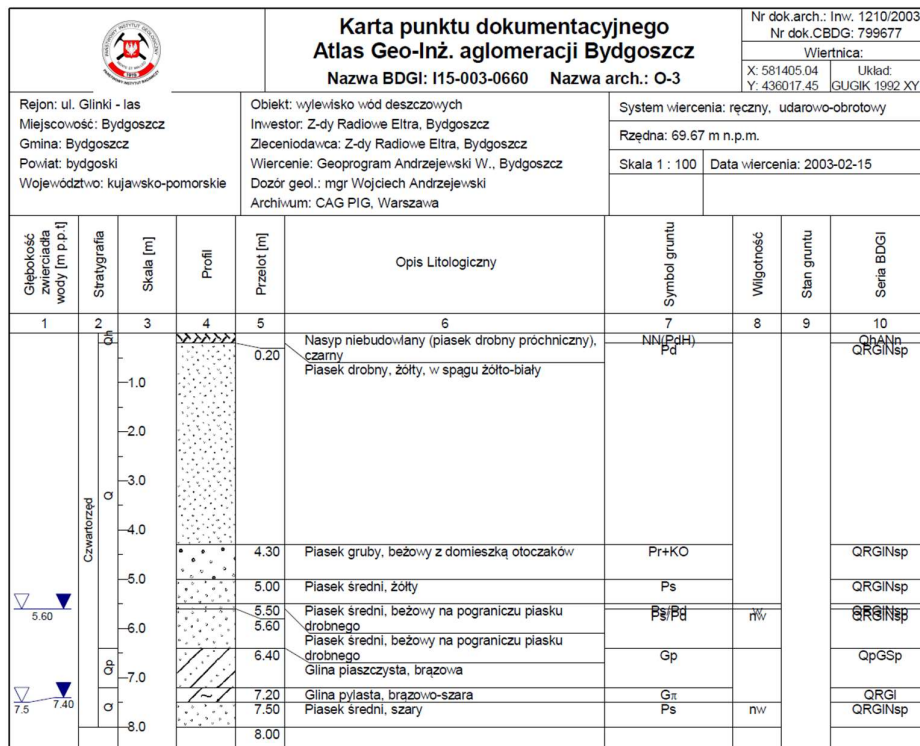 Karta punktu dokumentacyjnego
Atlas Geo-Inż. aglomeracji Bydgoszcz
Nazwa BDGI: I15-003-0660 Nazwa arch.: O-3
Nr dok.arch.: Inw. 1210/2003
Nr dok.CBDG: 799677
Wiertnica:
X: 581405.04
Y: 436017.45
Układ:
GUGIK 1992 XY
Rejon: ul. Glinki - las
Miejscowość: Bydgoszcz
Gmina: Bydgoszcz
Powiat: bydgoski
Województwo: kujawsko-pomorskie
Obiekt: wylewisko wód deszczowych
Inwestor: Z-dy Radiowe Eltra, Bydgoszcz
Zleceniodawca: Z-dy Radiowe Eltra, Bydgoszcz
Wiercenie: Geoprogram Andrzejewski W., Bydgoszcz
Dozór geol.: mgr Wojciech Andrzejewski
Archiwum: CAG PIG, Warszawa
System wiercenia: ręczny, udarowo-obrotowy
Rzędna: 69.67 m n.p.m.
Skala 1 : 100 Data wiercenia: 2003-02-15
Głębokość
zwierciadła
wody [m p.p.t]
Stratygrafia
Skala [m]
Profil
Przelot [m]
Opis Litologiczny
Symbol gruntu
Wilgotność
Stan gruntu
Seria BDGI
1 2 3 4 5 6 7 8 9 10
Qh
Nasyp niebudowlany (piasek drobny próchniczny), NN(PdH) QhANn
czarny
0.20 Pd QRGINsp
Piasek drobny, żółty, w spągu żółto-biały
1.0
2.0
3.0
Czwartorzęd
Q
4.0
4.30 Piasek gruby, beżowy z domieszką otoczaków Pr+KO QRGINsp
5.0
5.00 Piasek średni, żółty Ps QRGINsp
5.60
5.50 Piasek średni, beżowy na pograniczu piasku Ps/Pd w QRGINsp
drobnego
5.60 Ps/Pd nw QRGINsp
6.0
Piasek średni, beżowy na pograniczu piasku
drobnego
6.40 Gp QpGSp
Glina piaszczysta, brązowa
Qp
7.0
7.20 Glina pylasta, brązowo-szara Gπ QRGI
7.5 7.40
Q
7.50 Piasek średni, szary Ps nw QRGINsp
8.0
8.00